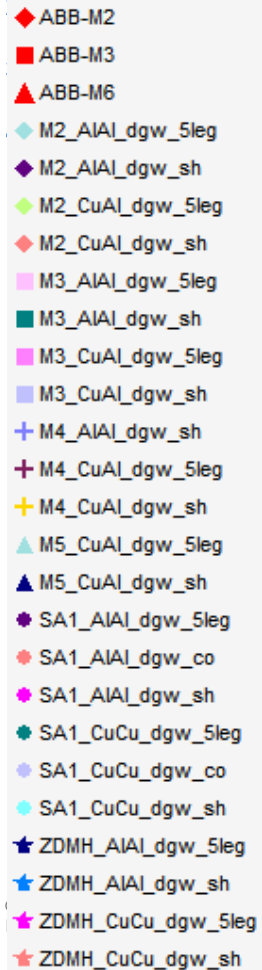 ABB-M2
ABB-M3
ABB-M6
M2_AlAl_dgw_5leg
M2_AlAl_dgw_sh
M2_CuAl_dgw_5leg
M2_CuAl_dgw_sh
M3_AlAl_dgw_5leg
M3_AlAl_dgw_sh
M3_CuAl_dgw_5leg
M3_CuAl_dgw_sh
M4_AlAl_dgw_sh
M4_CuAl_dgw_5leg
M4_CuAl_dgw_sh
M5_CuAl_dgw_5leg
M5_CuAl_dgw_sh
SA1_AlAl_dgw_5leg
SA1_AlAl_dgw_co
SA1_AlAl_dgw_sh
SA1_CuCu_dgw_5leg
SA1_CuCu_dgw_co
SA1_CuCu_dgw_sh
ZDMH_AlAl_dgw_5leg
ZDMH_AlAl_dgw_sh
ZDMH_CuCu_dgw_5leg
ZDMH_CuCu_dgw_sh